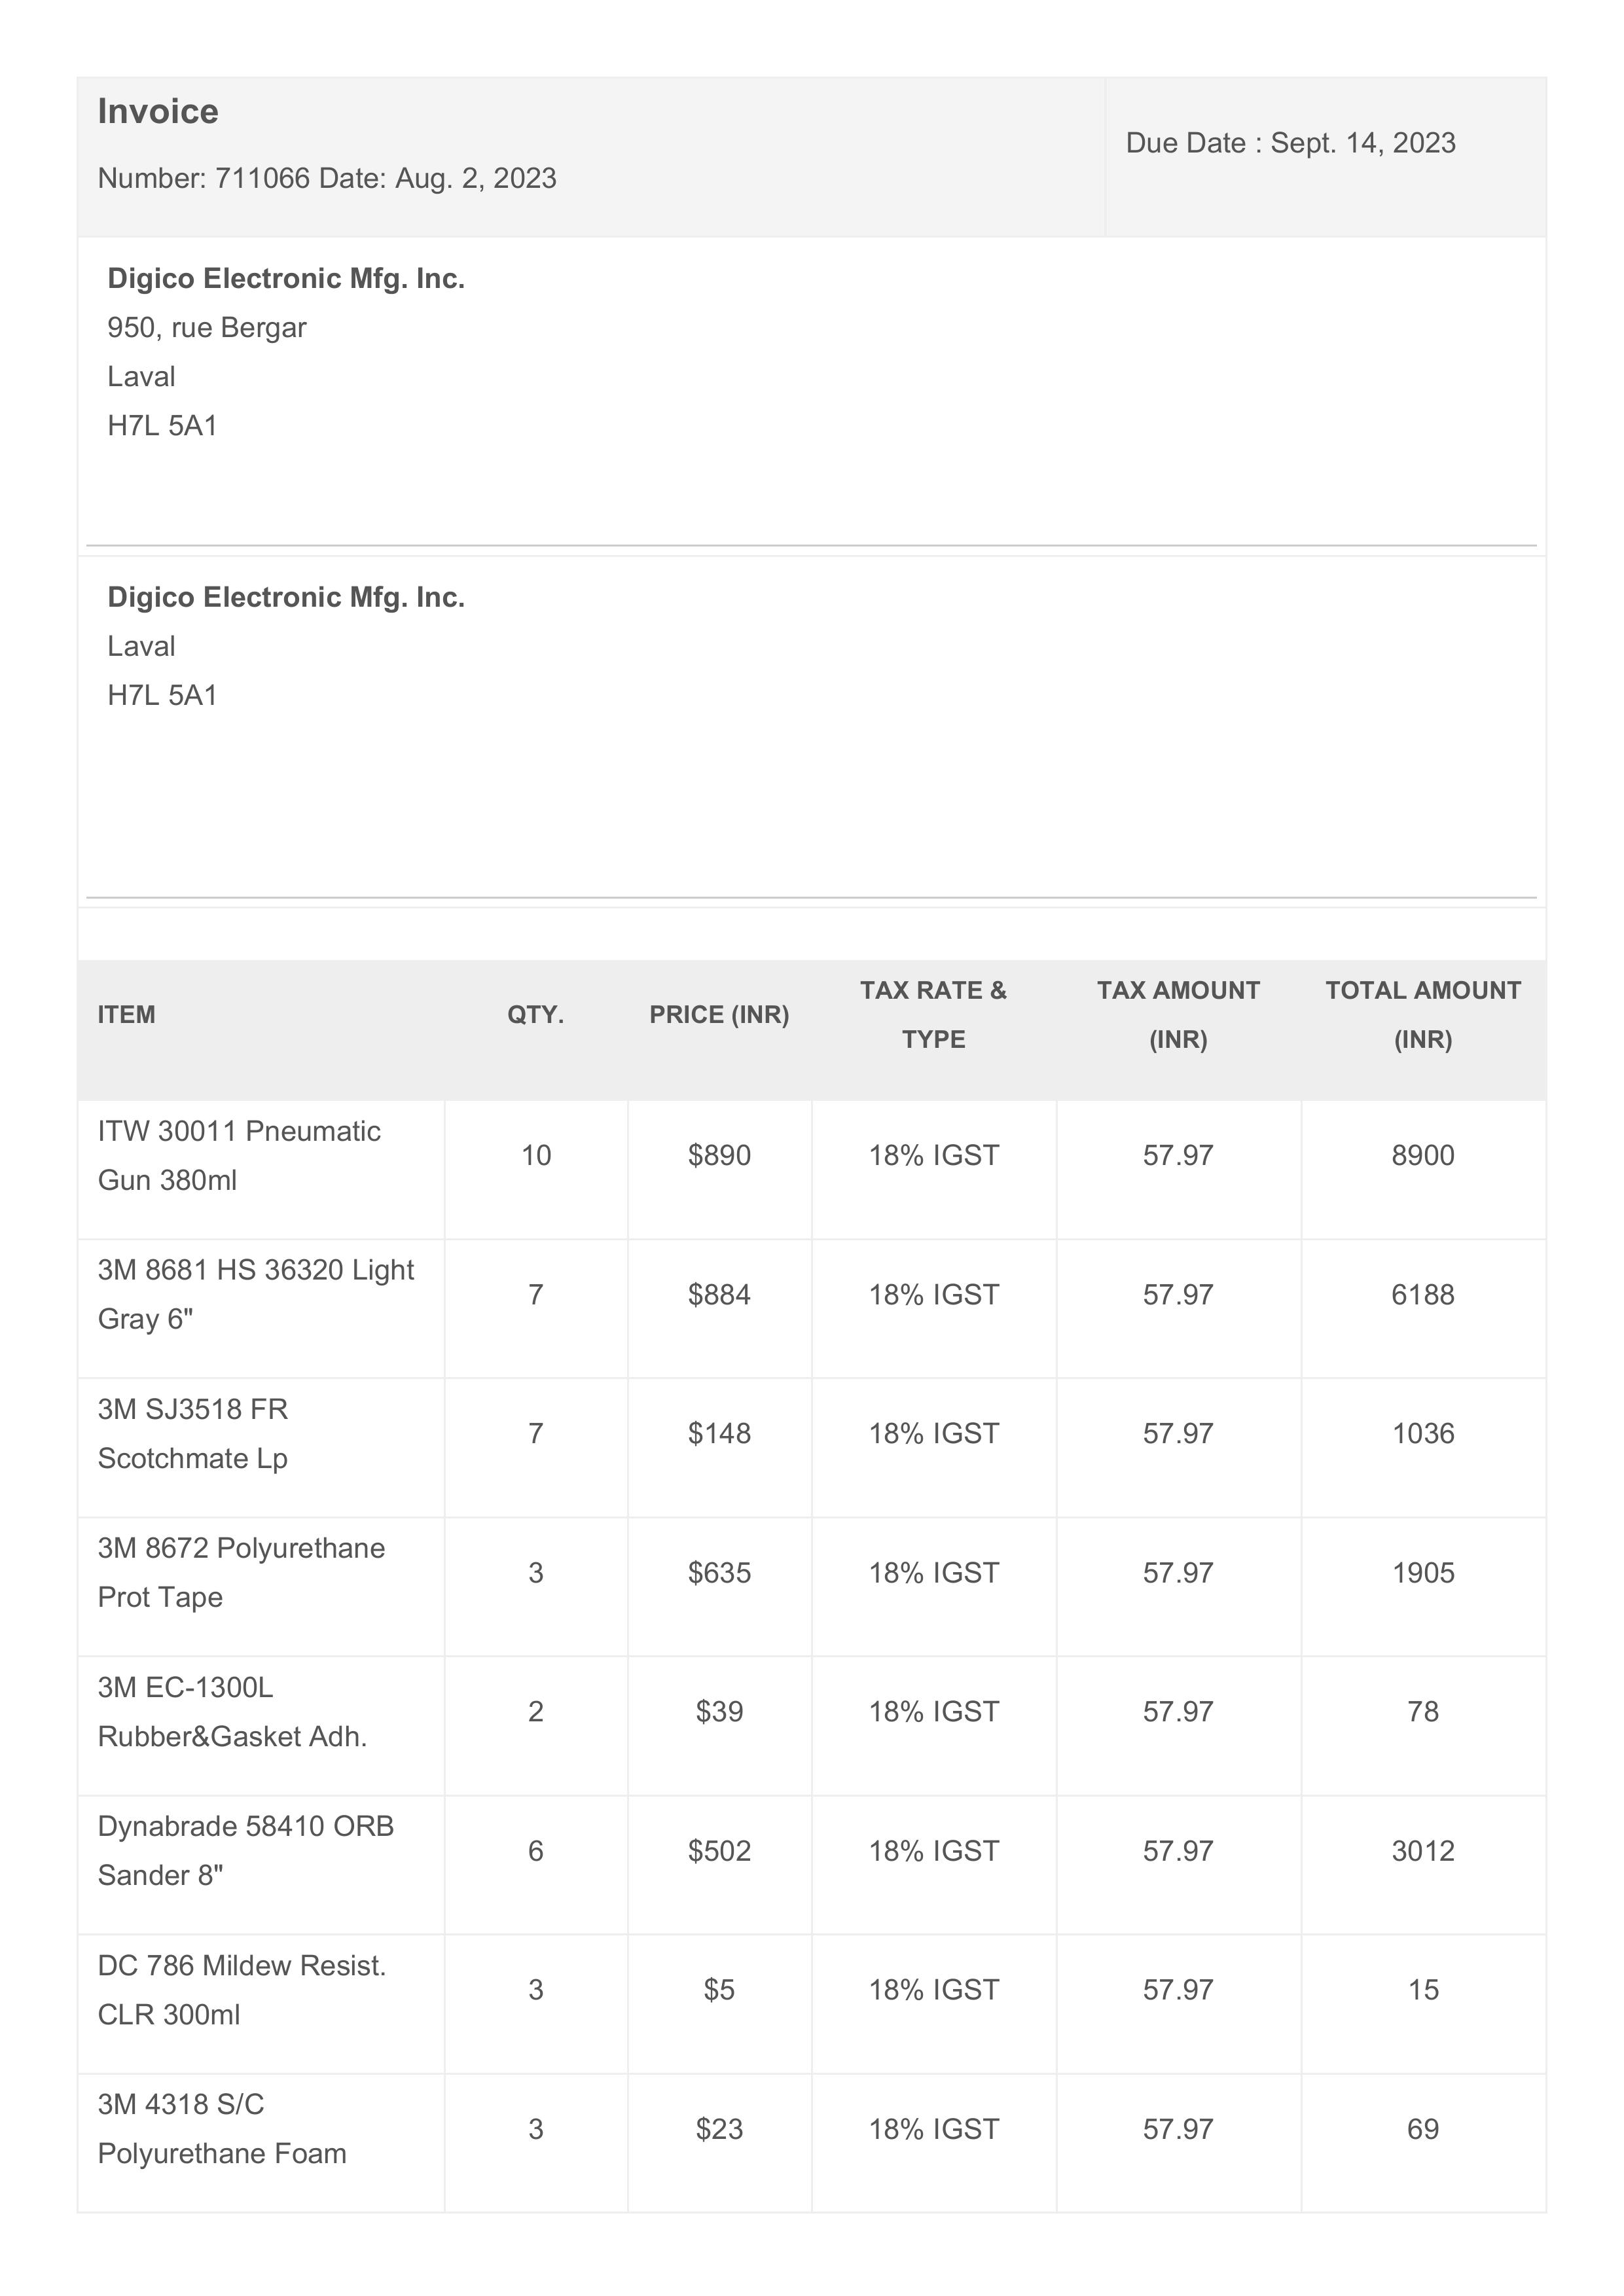 Invoice
Number: 711066 Date: Aug. 2, 2023
Due Date : Sept. 14, 2023
Digico Electronic Mfg. Inc.
950, rue Bergar
Laval
H7L 5A1
Digico Electronic Mfg. Inc.
Laval
H7L 5A1
ITEM QTY. PRICE (INR) TAX RATE & TYPE TAX AMOUNT (INR) TOTAL AMOUNT (INR)
ITW 30011 Pneumatic
Gun 380ml
10 $890 18% IGST 57.97 8900
3M 8681 HS 36320 Light
Gray 6"
7 $884 18% IGST 57.97 6188
3M SJ3518 FR
Scotchmate Lp
7 $148 18% IGST 57.97 1036
3M 8672 Polyurethane
Prot Tape
3 $635 18% IGST 57.97 1905
3M EC-1300L
Rubber&Gasket Adh.
2 $39 18% IGST 57.97 78
Dynabrade 58410 ORB
Sander 8"
6 $502 18% IGST 57.97 3012
DC 786 Mildew Resist.
CLR 300ml
3 $5 18% IGST 57.97 15
3M 4318 S/C
Polyurethane Foam
3 $23 18% IGST 57.97 69